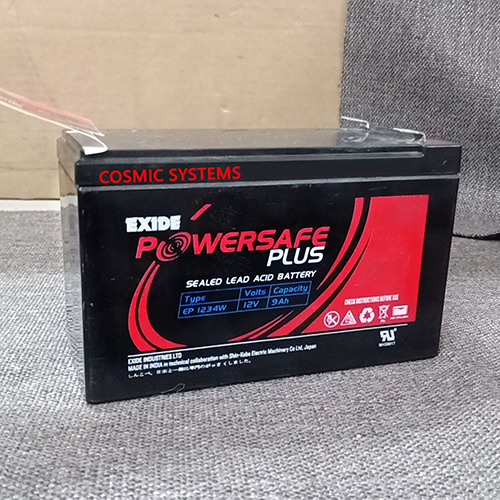 COSMIC SYSTEMS
EXIDE
POWERSAFE
PLUS
SEALED LEAD ACID BATTERY
Type Volts Capacity
EP 1234W 12V 9Ah
CHECK INSTRUCTIONS BEFORE USE
EXIDE INDUSTRIES LTD
MADE IN INDIA in technical collaboration with Shin-Kobe Electric Machinery Co Ltd, Japan